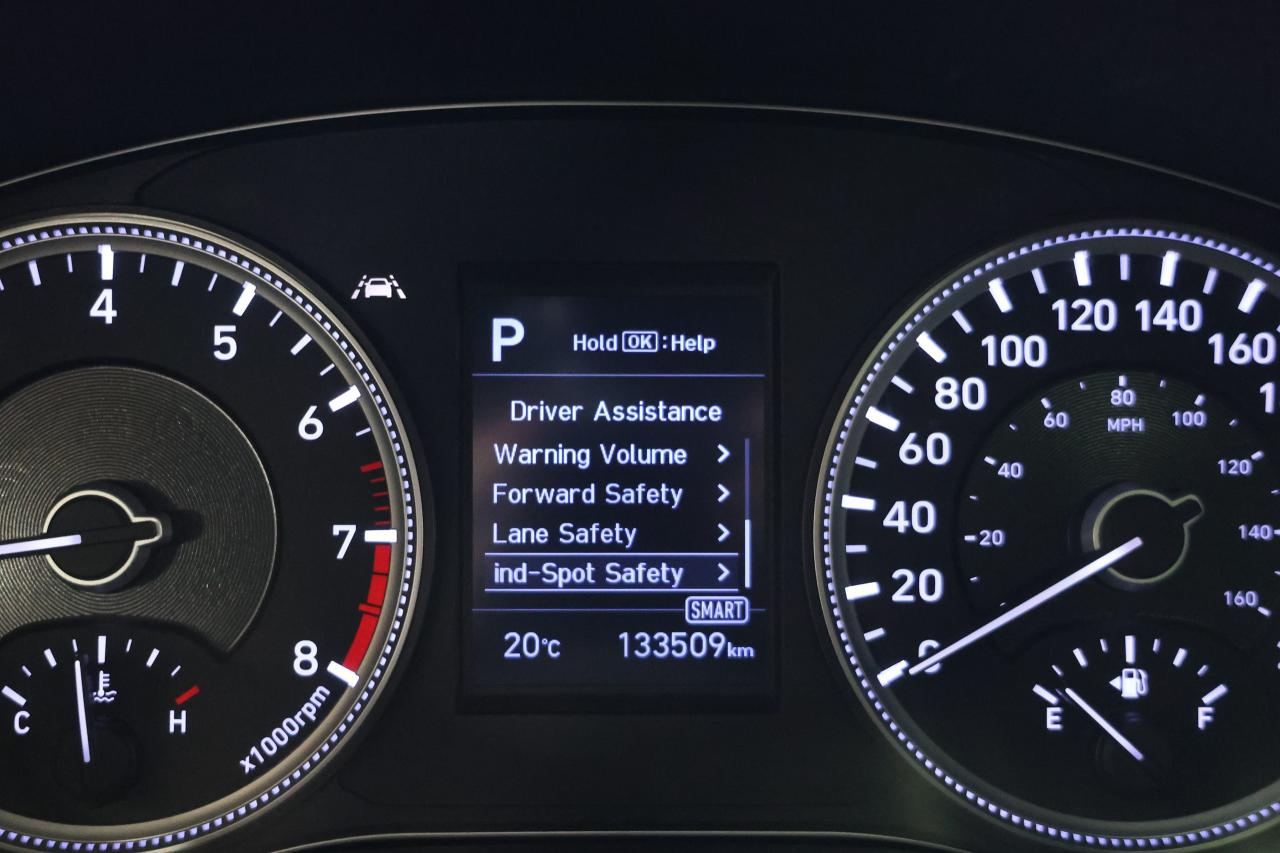 4
5
6
7
8
x1000rpm
C
H
P
Hold OK : Help
Driver Assistance
Warning Volume >
Forward Safety >
Lane Safety >
ind-Spot Safety >
SMART
20°C
133509km
0
20
40
60
80
100
120
140
160
1
20
40
60
80
100
120
140
160
MPH
E
F